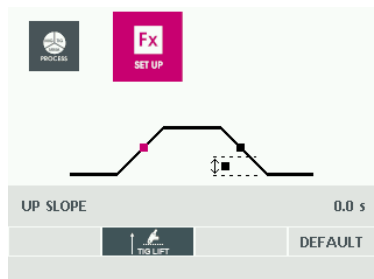 PROCESS
Fx
SET UP
UP SLOPE 0.0 s
TIG LIFT DEFAULT